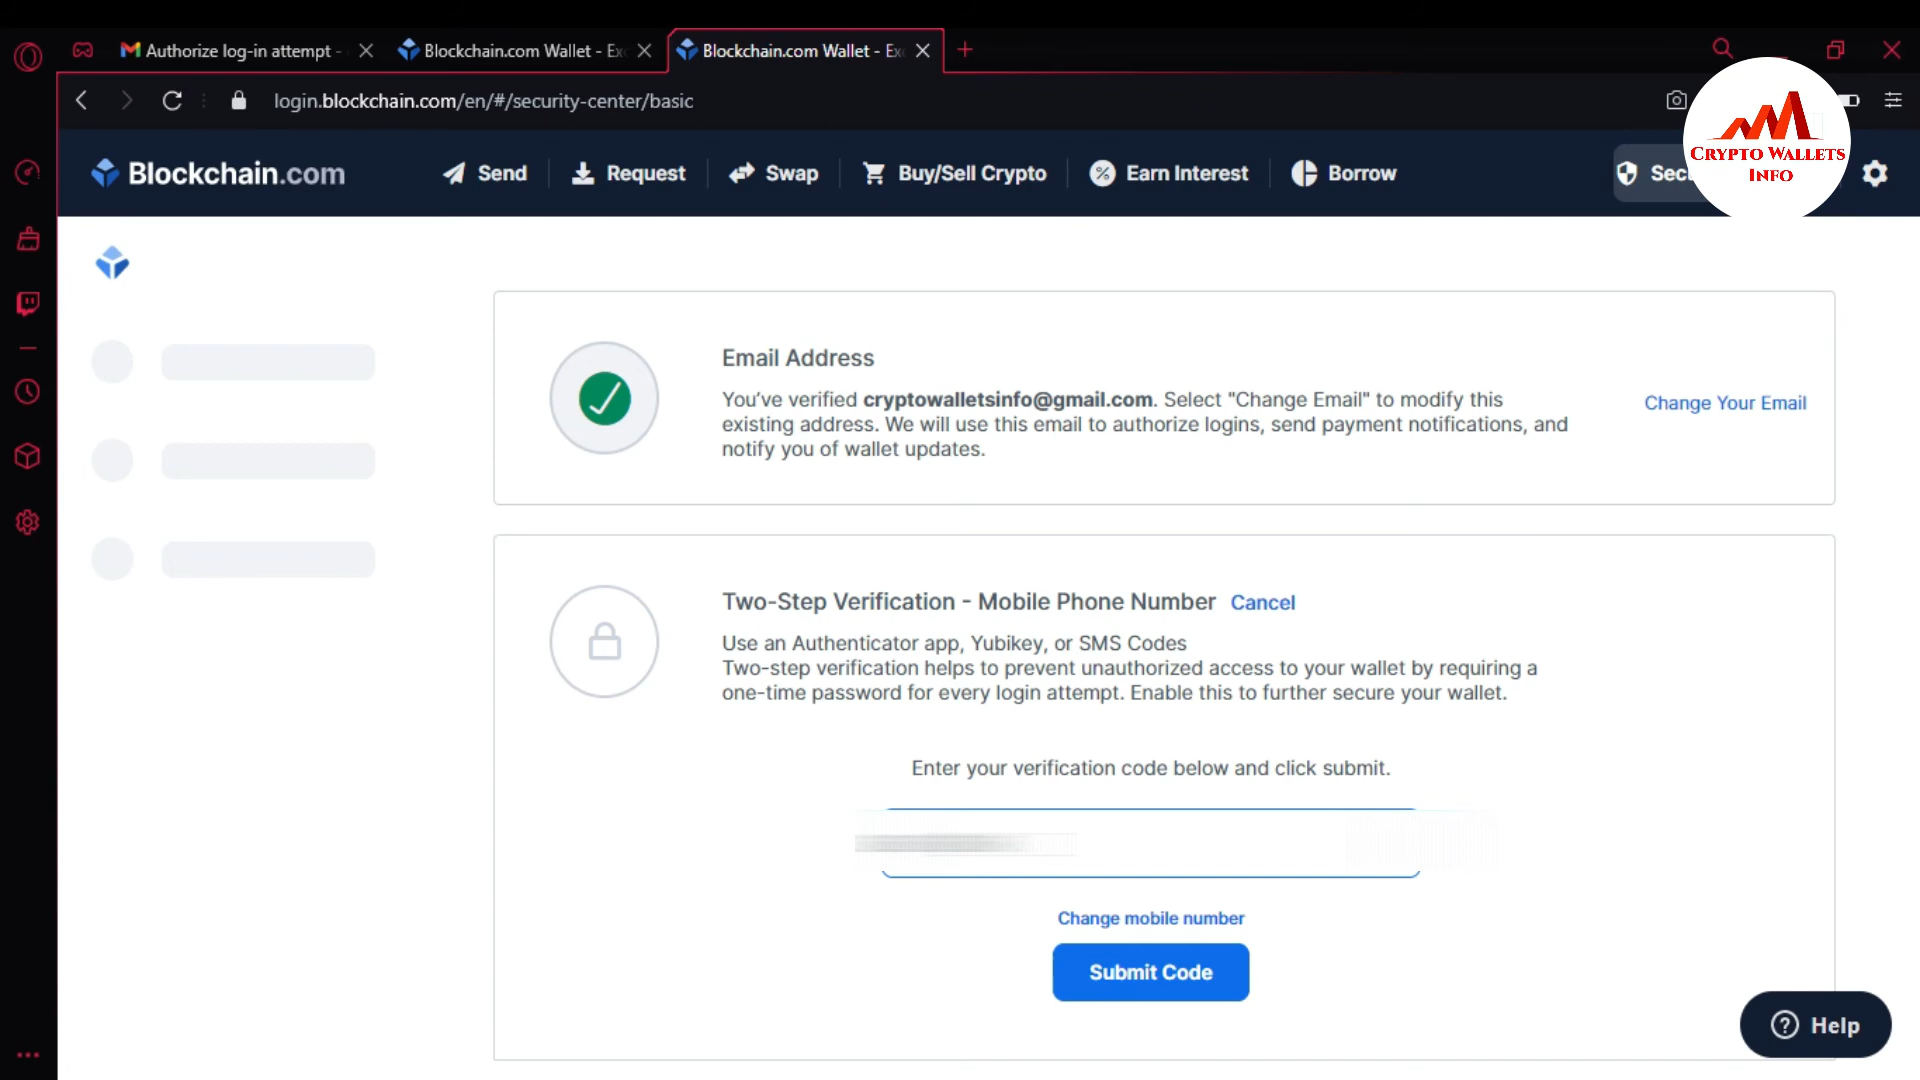 Authorize log-in attempt -
Blockchain.com Wallet - Ex
Blockchain.com Wallet - Ex
login.blockchain.com/en/#/security-center/basic
Blockchain.com
Send
Request
Swap
Buy/Sell Crypto
Earn Interest
Borrow
Sec
CRYPTO WALLETS
INFO
Email Address
You've verified cryptowalletsinfo@gmail.com. Select "Change Email" to modify this
existing address. We will use this email to authorize logins, send payment notifications, and
notify you of wallet updates.
Change Your Email
Two-Step Verification - Mobile Phone Number Cancel
Use an Authenticator app, Yubikey, or SMS Codes
Two-step verification helps to prevent unauthorized access to your wallet by requiring a
one-time password for every login attempt. Enable this to further secure your wallet.
Enter your verification code below and click submit.
Change mobile number
Submit Code
Help